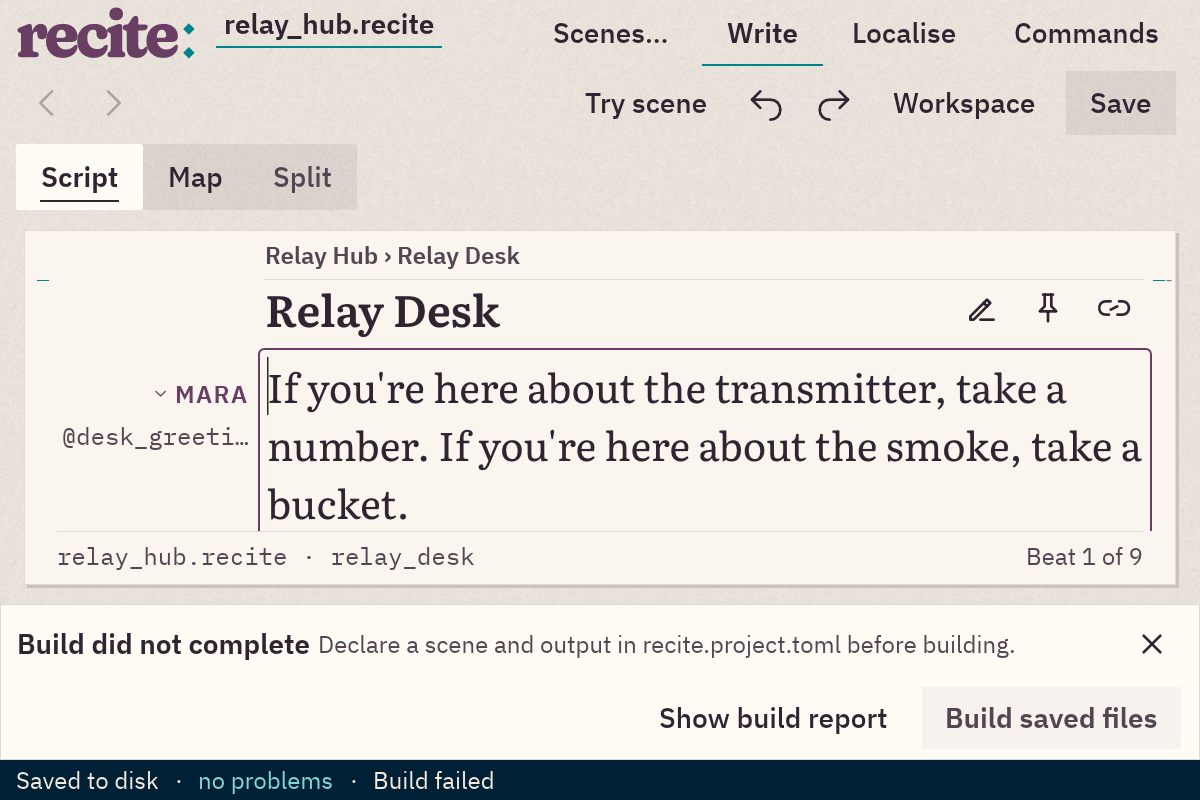 recite: relay_hub.recite Scenes... Write Localise Commands
Try scene Workspace Save
Script Map Split
Relay Hub › Relay Desk
Relay Desk
MARA If you're here about the transmitter, take a
@desk_greeti… number. If you're here about the smoke, take a
bucket.
relay_hub.recite · relay_desk Beat 1 of 9
Build did not complete Declare a scene and output in recite.project.toml before building.
Show build report Build saved files
Saved to disk · no problems · Build failed